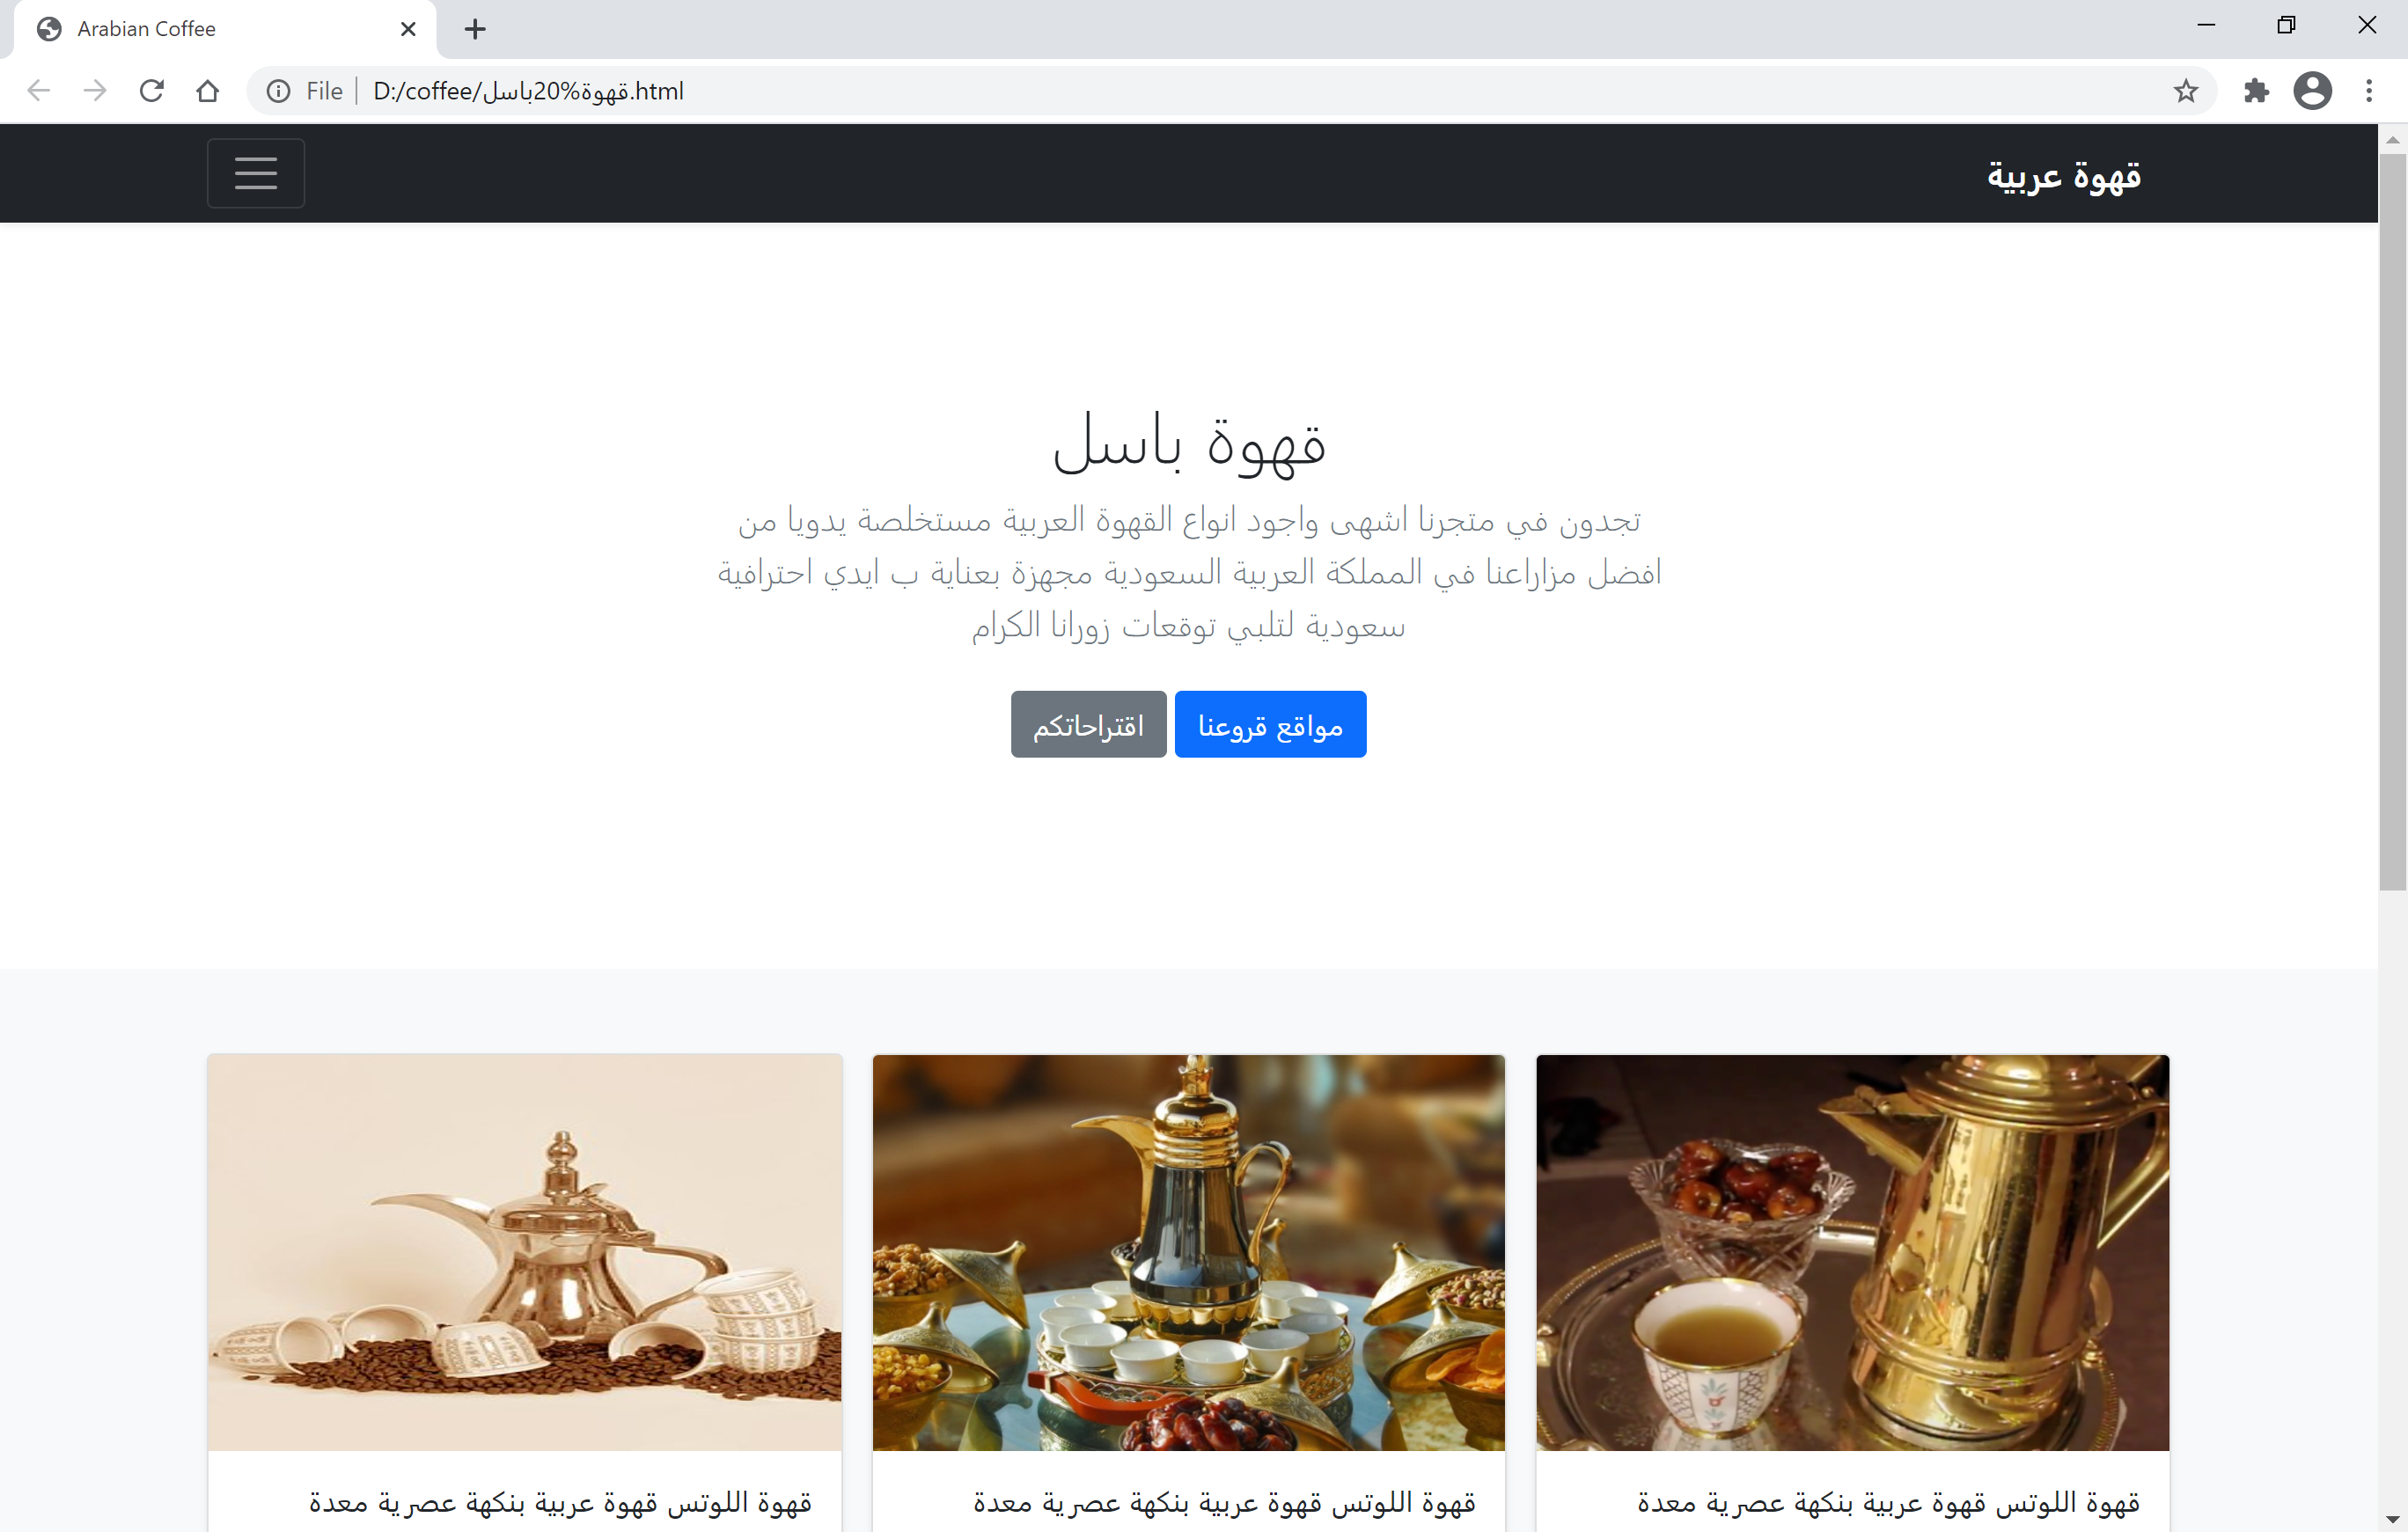 Arabian Coffee
File
D:/coffee/قهوة%20باسل.html
قهوة عربية
قهوة باسل
تجدون في متجرنا اشهى واجود انواع القهوة العربية مستخلصة يدويا من
افضل مزاراعنا في المملكة العربية السعودية مجهزة بعناية ب ايدي احترافية
سعودية لتلبي توقعات زورانا الكرام
مواقع قروعنا
اقتراحاتكم
قهوة اللوتس قهوة عربية بنكهة عصرية معدة
قهوة اللوتس قهوة عربية بنكهة عصرية معدة
قهوة اللوتس قهوة عربية بنكهة عصرية معدة